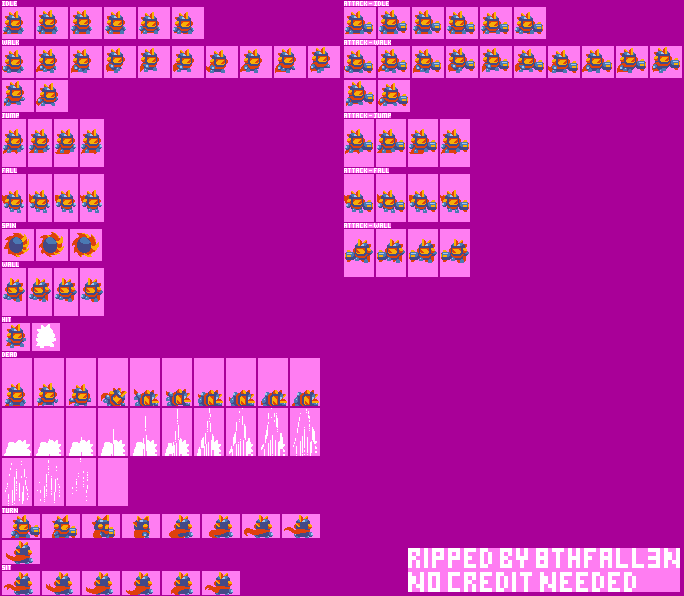 IDLE
WALK
JUMP
FALL
SPIN
WALL
HIT
DEAD
TURN
SIT
ATTACK-IDLE
ATTACK-WALK
ATTACK-JUMP
ATTACK-FALL
ATTACK-WALL
RIPPED BY 8THFALL3N
NO CREDIT NEEDED